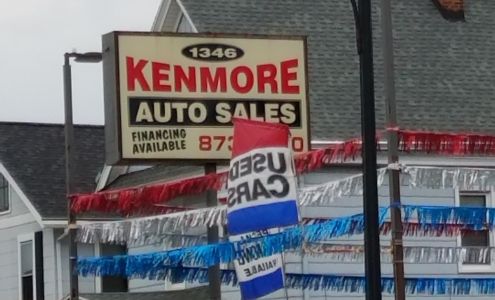 1346
KENMORE
AUTO SALES
FINANCING
AVAILABLE
USED
CARS